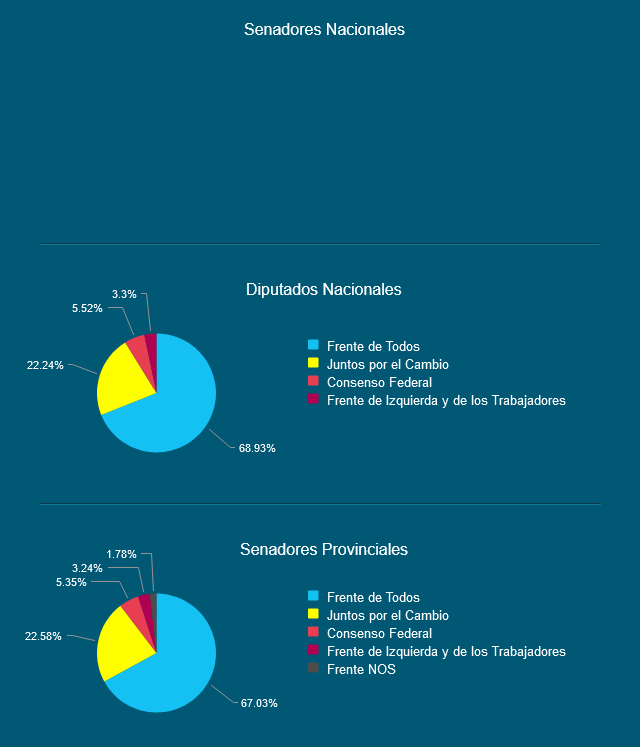 Senadores Nacionales
Diputados Nacionales
3.3%
5.52%
22.24%
68.93%
Frente de Todos
Juntos por el Cambio
Consenso Federal
Frente de Izquierda y de los Trabajadores
Senadores Provinciales
1.78%
3.24%
5.35%
22.58%
67.03%
Frente de Todos
Juntos por el Cambio
Consenso Federal
Frente de Izquierda y de los Trabajadores
Frente NOS